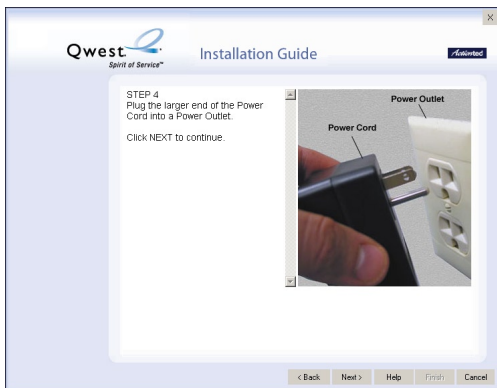 X
Qwest
Spirit of Service™
Installation Guide
Actiontec
STEP 4
Plug the larger end of the Power
Cord into a Power Outlet.
Click NEXT to continue.
Power Outlet
Power Cord
< Back Next > Help Finish Cancel